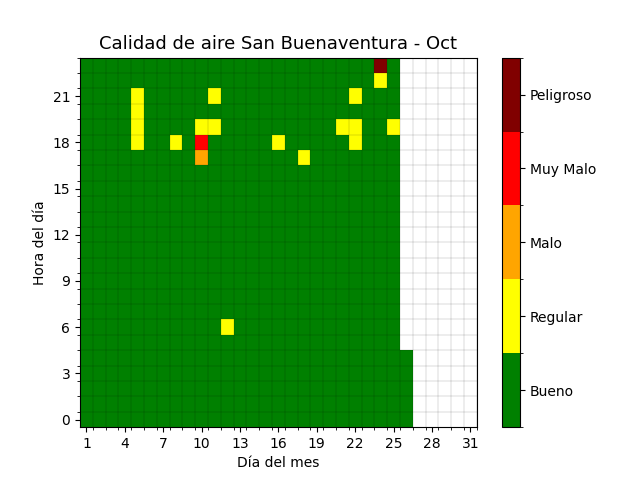 Calidad de aire San Buenaventura - Oct
Hora del día
21
18
15
12
9
6
3
0
1 4 7 10 13 16 19 22 25 28 31
Día del mes
Peligroso
Muy Malo
Malo
Regular
Bueno